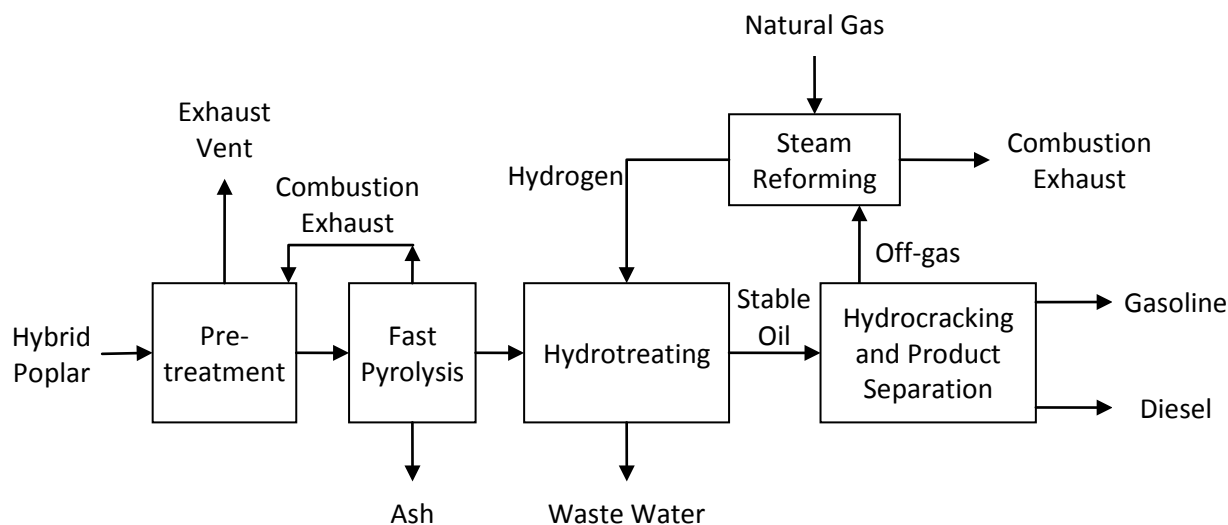 Natural Gas
Exhaust
Vent
Steam
Reforming
Combustion
Exhaust
Hydrogen
Combustion
Exhaust
Off-gas
Hybrid
Poplar
Pre-
treatment
Fast
Pyrolysis
Hydrotreating
Stable
Oil
Hydrocracking
and Product
Separation
Gasoline
Diesel
Ash
Waste Water